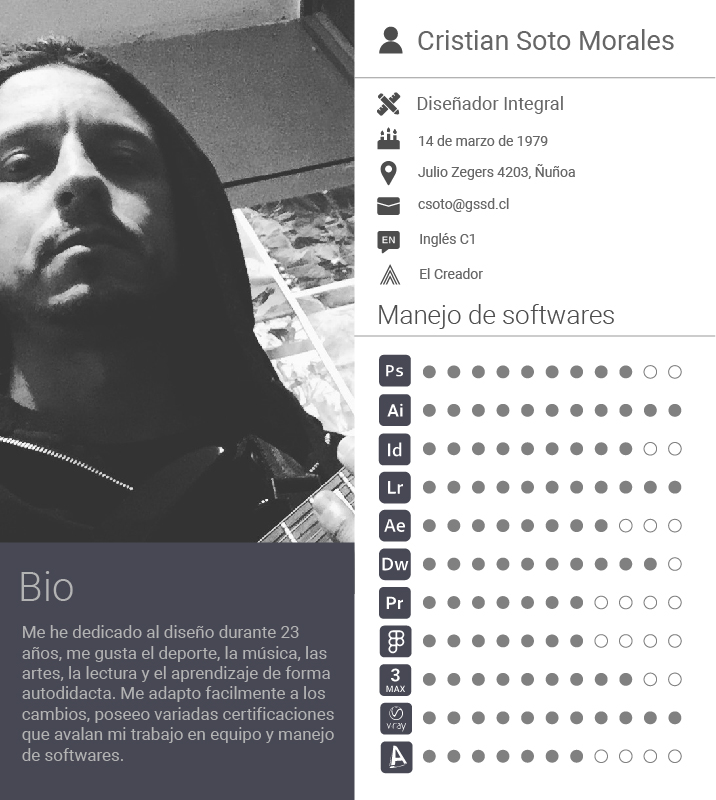 Cristian Soto Morales
Diseñador Integral
14 de marzo de 1979
Julio Zegers 4203, Ñuñoa
csoto@gssd.cl
EN
Inglés C1
El Creador
Manejo de softwares
Ps
Ai
Id
Lr
Ae
Dw
Pr
3
MAX
v·ray
A
Bio
Me he dedicado al diseño durante 23
años, me gusta el deporte, la música, las
artes, la lectura y el aprendizaje de forma
autodidacta. Me adapto facilmente a los
cambios, poseeo variadas certificaciones
que avalan mi trabajo en equipo y manejo
de softwares.